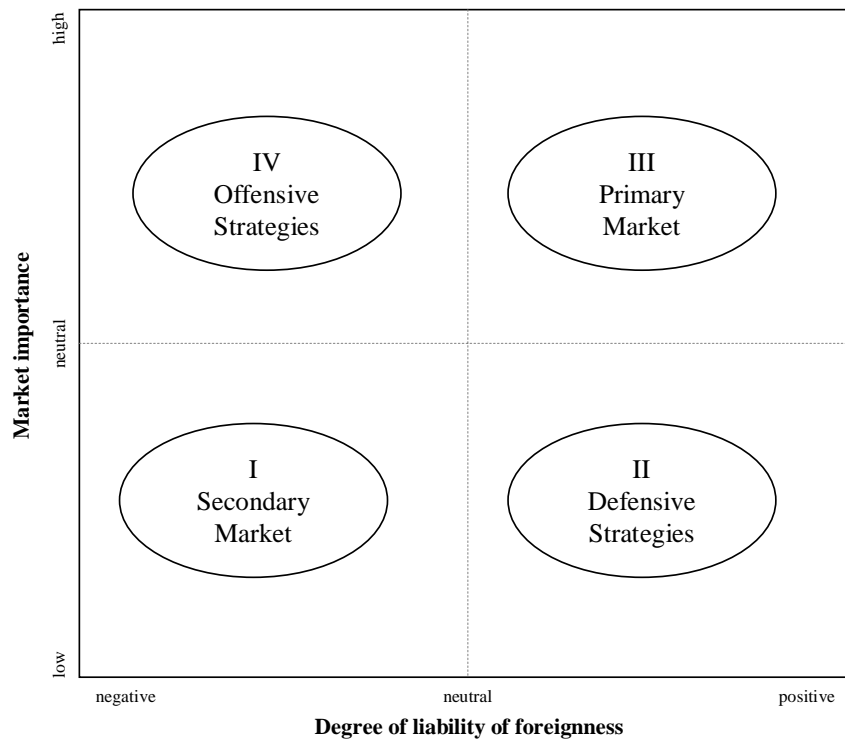 high
IV
Offensive
Strategies
III
Primary
Market
Market importance
neutral
I
Secondary
Market
II
Defensive
Strategies
low
negative
neutral
positive
Degree of liability of foreignness